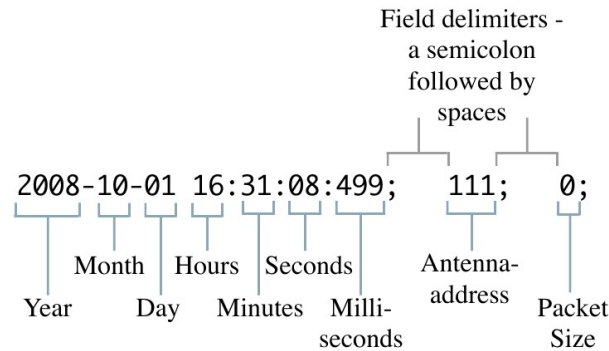 Field delimiters -
a semicolon
followed by
spaces
2008-10-01 16:31:08:499; 111; 0;
Month Hours Seconds Antenna-
address
Year Day Minutes Milli-
seconds Packet
Size